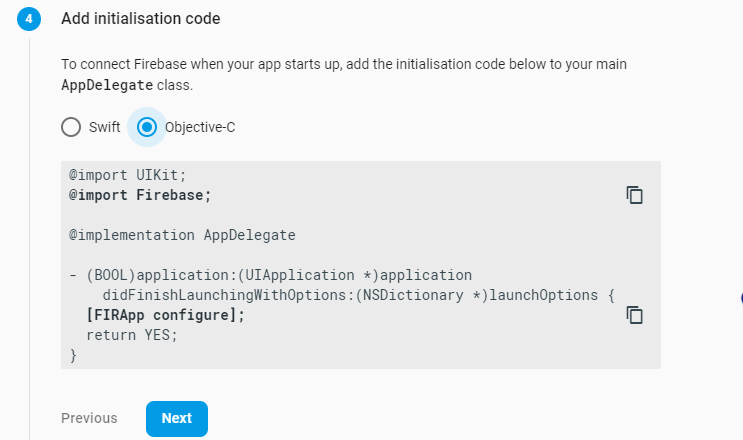 4 Add initialisation code
To connect Firebase when your app starts up, add the initialisation code below to your main
AppDelegate class.
Swift Objective-C
@import UIKit;
@import Firebase;
@implementation AppDelegate
- (BOOL)application:(UIApplication *)application
didFinishLaunchingWithOptions:(NSDictionary *)launchOptions {
[FIRApp configure];
return YES;
}
Previous Next